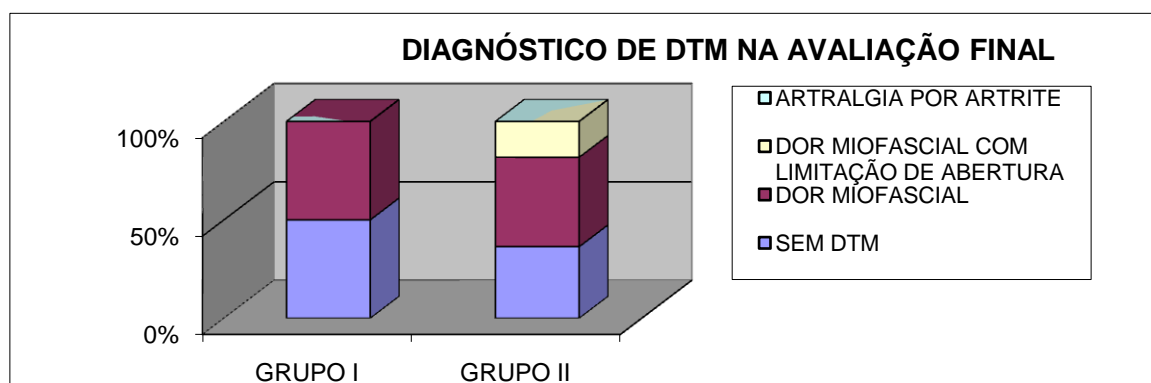 DIAGNÓSTICO DE DTM NA AVALIAÇÃO FINAL
100%
50%
0%
GRUPO I
GRUPO II
ARTRALGIA POR ARTRITE
DOR MIOFASCIAL COM
LIMITAÇÃO DE ABERTURA
DOR MIOFASCIAL
SEM DTM